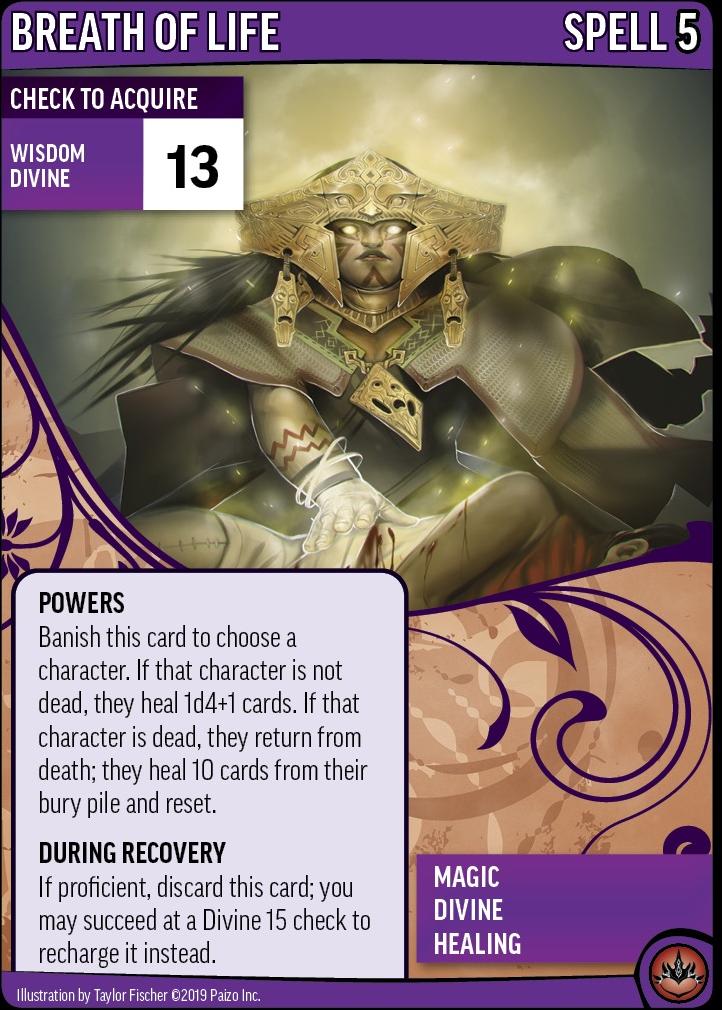 BREATH OF LIFE
SPELL 5
CHECK TO ACQUIRE
WISDOM
DIVINE
13
POWERS
Banish this card to choose a
character. If that character is not
dead, they heal 1d4+1 cards. If that
character is dead, they return from
death; they heal 10 cards from their
bury pile and reset.
DURING RECOVERY
If proficient, discard this card; you
may succeed at a Divine 15 check to
recharge it instead.
MAGIC
DIVINE
HEALING
Illustration by Taylor Fischer ©2019 Paizo Inc.